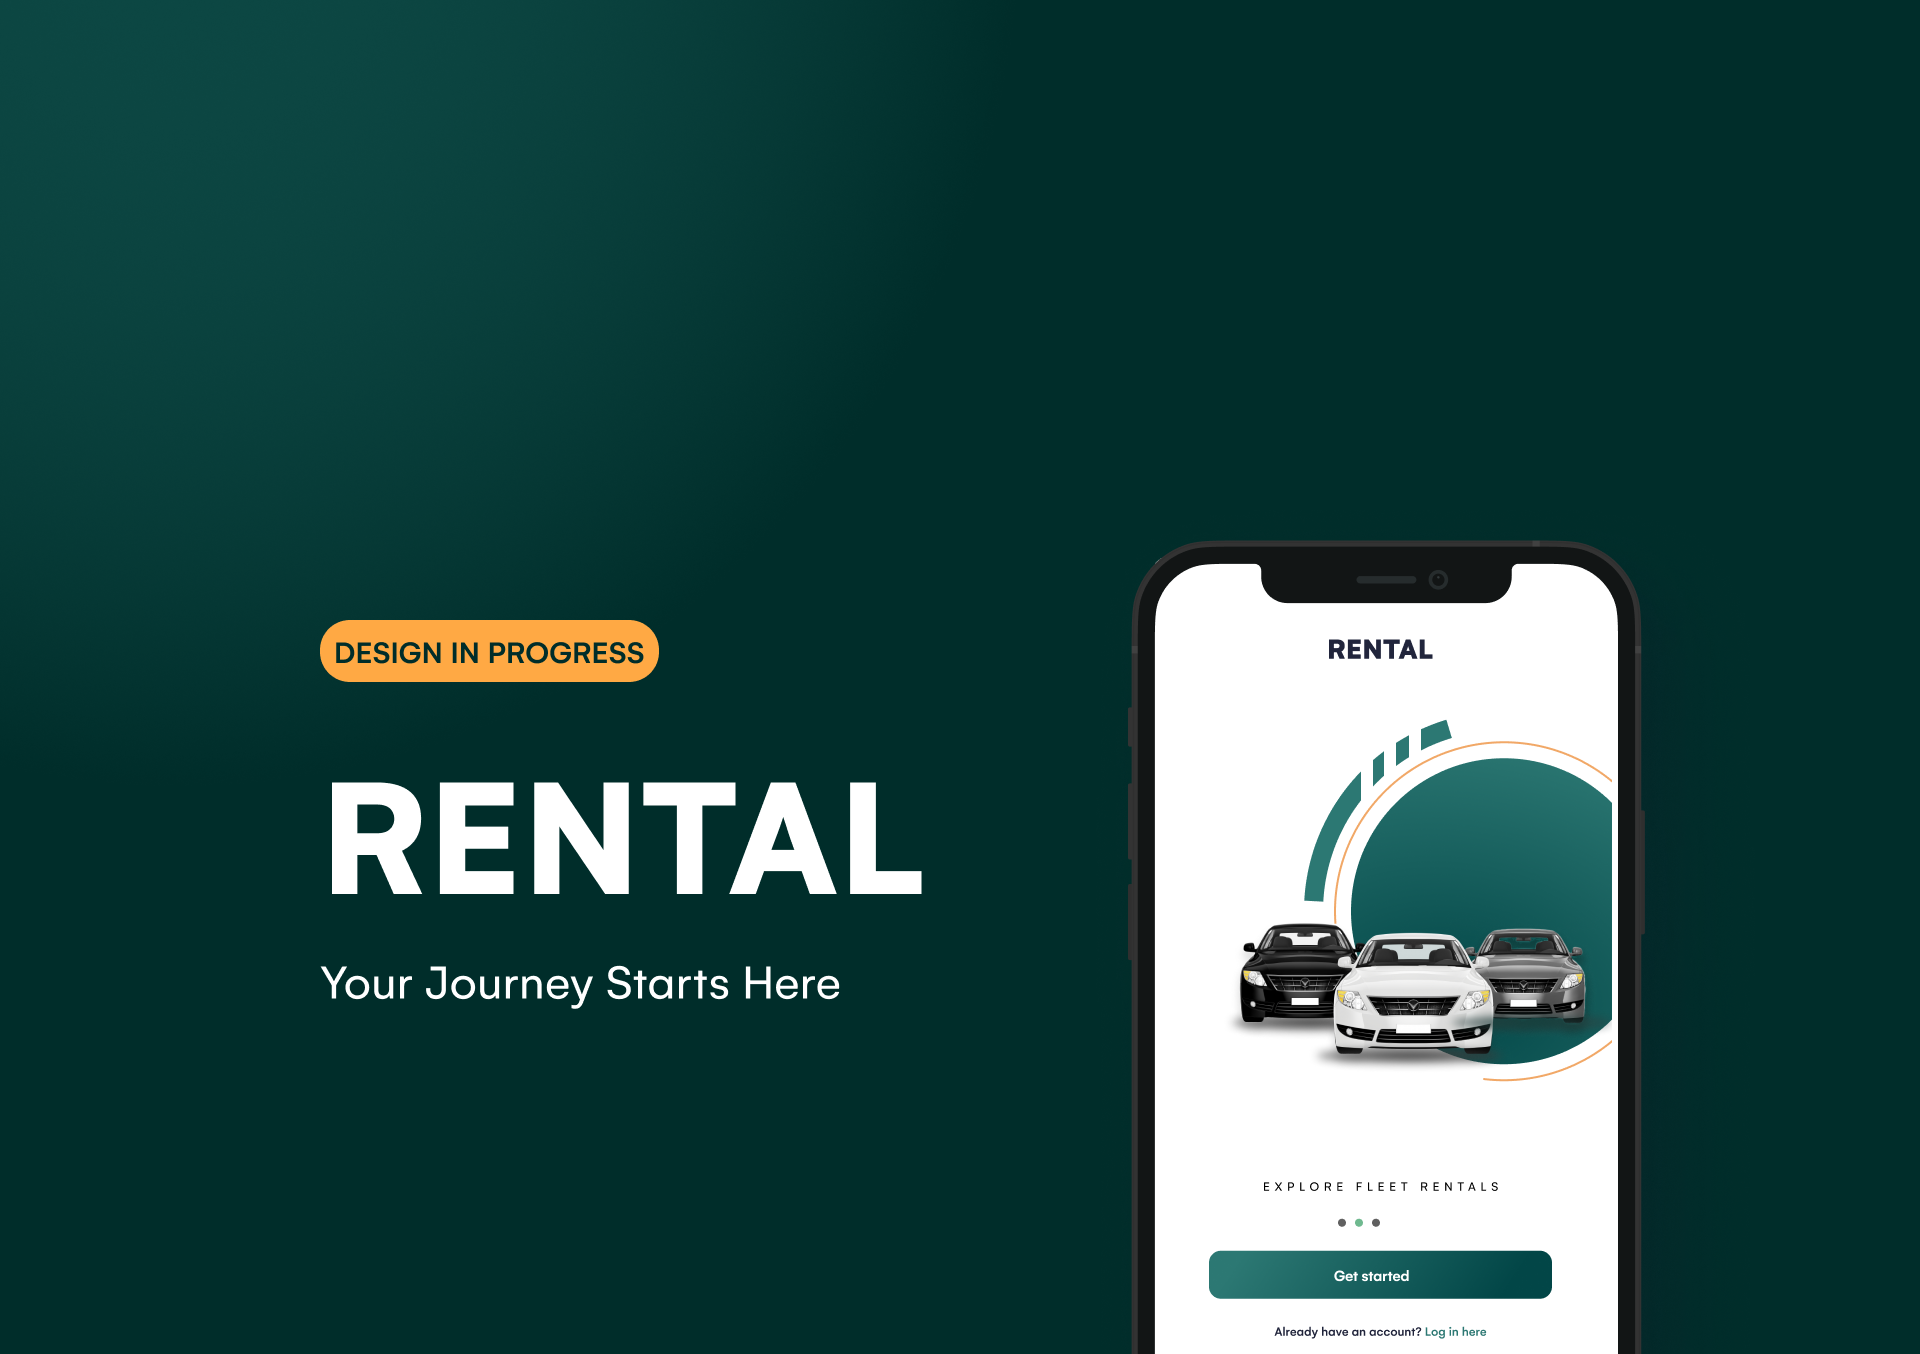 DESIGN IN PROGRESS
RENTAL
Your Journey Starts Here
RENTAL
EXPLORE FLEET RENTALS
Get started
Already have an account? Log in here